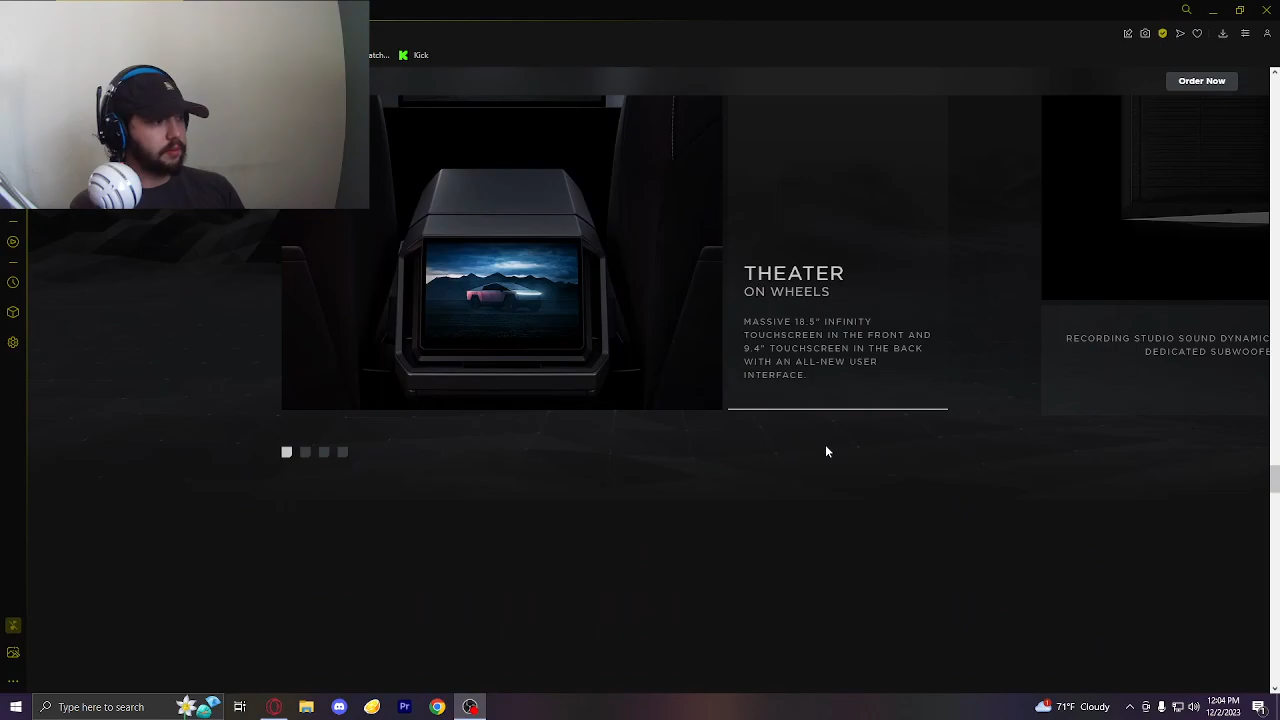 atch...
Kick
Order Now
THEATER
ON WHEELS
MASSIVE 18.5" INFINITY
TOUCHSCREEN IN THE FRONT AND
9.4" TOUCHSCREEN IN THE BACK
WITH AN ALL-NEW USER
INTERFACE.
RECORDING STUDIO SOUND DYNAMIC
DEDICATED SUBWOOFE
Type here to search
Pr
71°F Cloudy
12:04 PM
12/2/2023